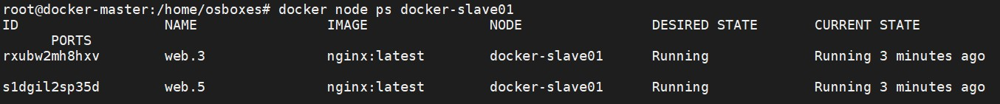 root@docker-master:/home/osboxes# docker node ps docker-slave01
ID NAME IMAGE NODE DESIRED STATE CURRENT STATE
PORTS
rxubw2mh8hxv web.3 nginx:latest docker-slave01 Running Running 3 minutes ago
s1dgil2sp35d web.5 nginx:latest docker-slave01 Running Running 3 minutes ago